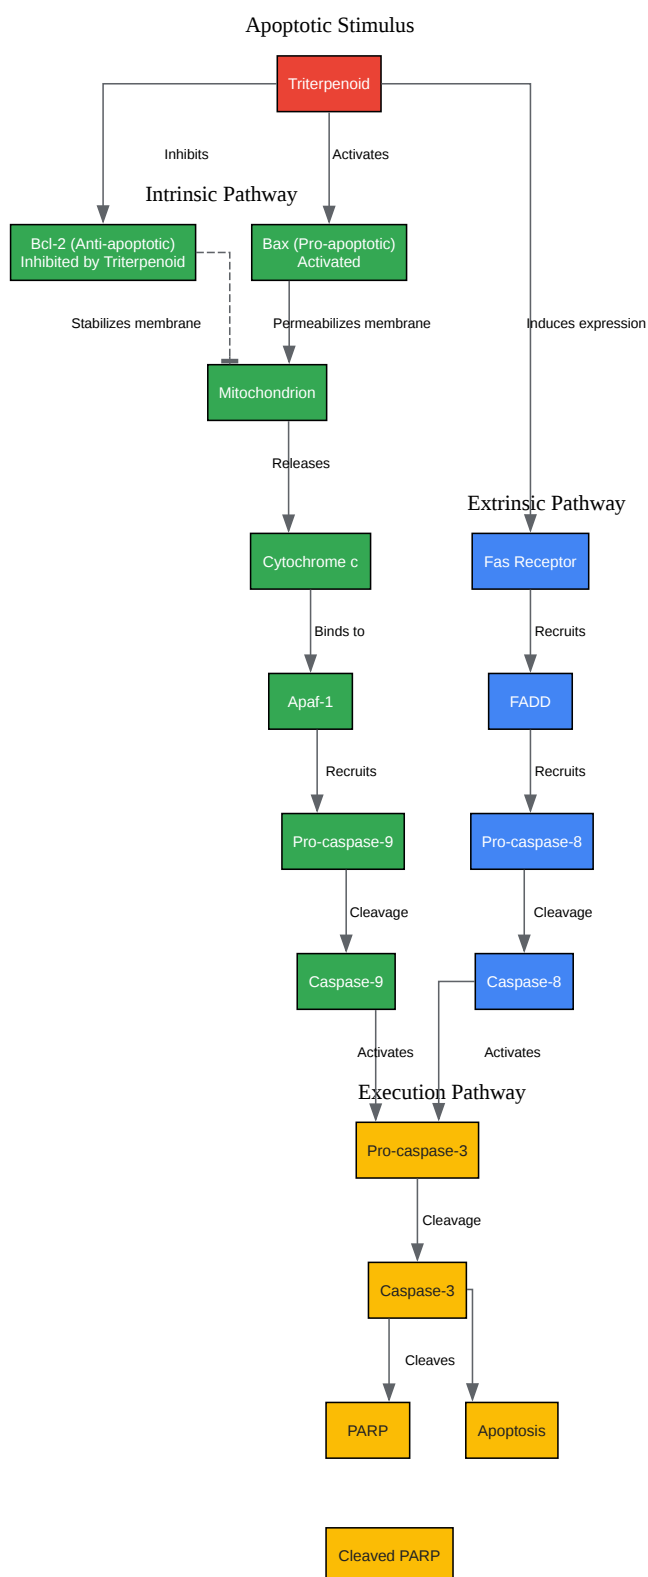 Apoptotic Stimulus
Triterpenoid
Inhibits
Activates
Intrinsic Pathway
Bcl-2 (Anti-apoptotic)
Inhibited by Triterpenoid
Bax (Pro-apoptotic)
Activated
Stabilizes membrane
Permeabilizes membrane
Induces expression
Mitochondrion
Releases
Extrinsic Pathway
Cytochrome c
Fas Receptor
Binds to
Recruits
Apaf-1
FADD
Recruits
Recruits
Pro-caspase-9
Pro-caspase-8
Cleavage
Cleavage
Caspase-9
Caspase-8
Activates
Activates
Execution Pathway
Pro-caspase-3
Cleavage
Caspase-3
Cleaves
PARP
Apoptosis
Cleaved PARP